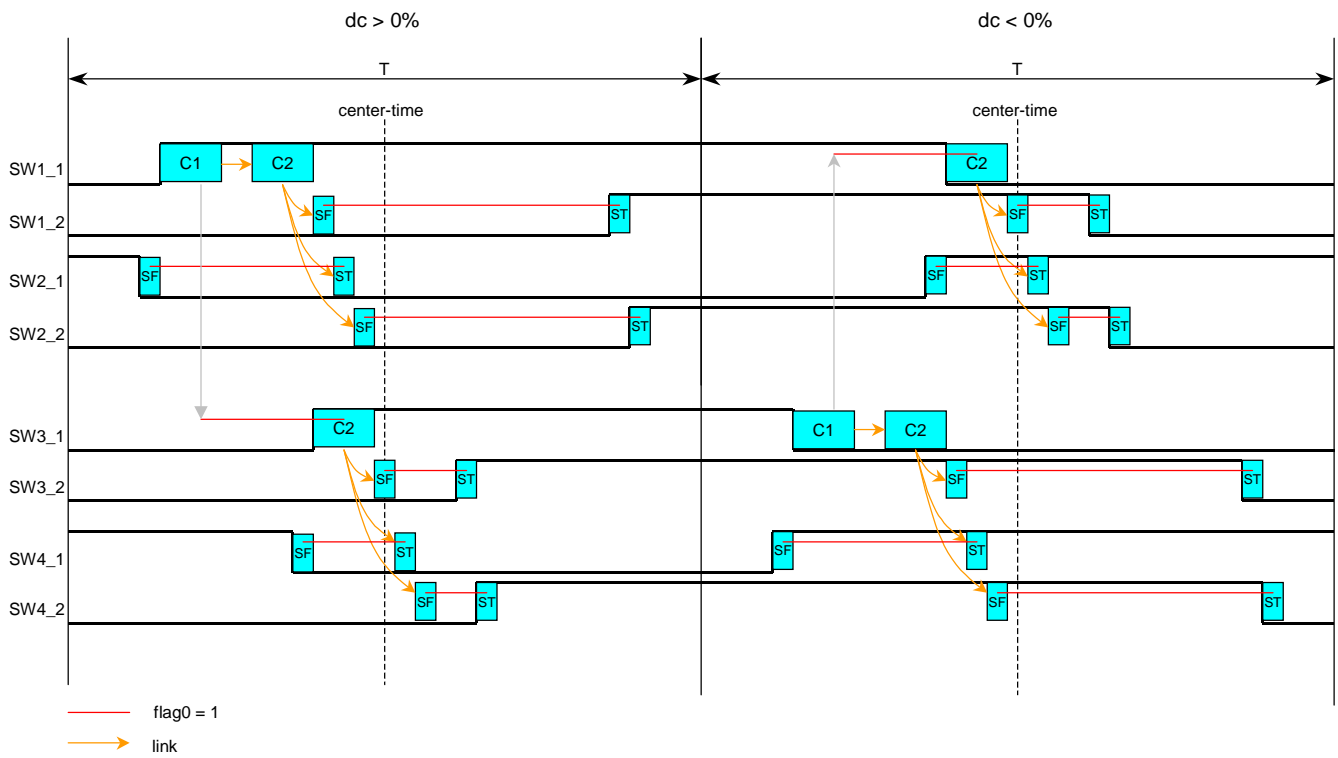 dc > 0% dc < 0%
T T
center-time center-time
SW1_1 C1 C2 C2
SW1_2 SF ST SF ST
SW2_1 SF ST SF ST
SW2_2 SF ST SF ST
SW3_1 C2 C1 C2
SW3_2 SF ST SF ST
SW4_1 SF ST SF ST
SW4_2 SF ST SF ST
flag0 = 1
link